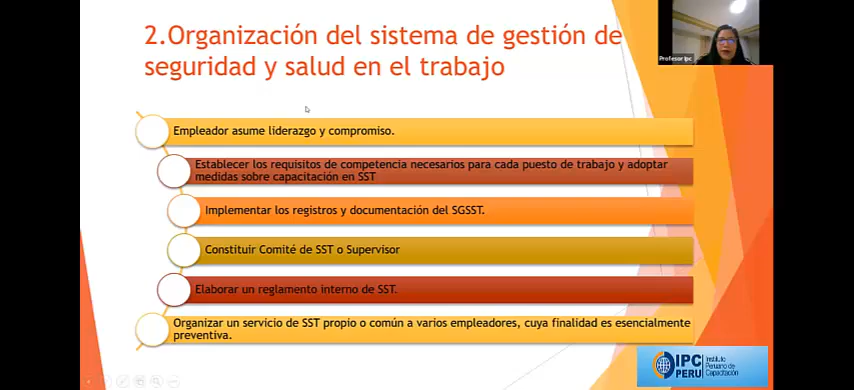 2.Organización del sistema de gestión de
seguridad y salud en el trabajo
Profesor ipc
Empleador asume liderazgo y compromiso.
Establecer los requisitos de competencia necesarios para cada puesto de trabajo y adoptar
medidas sobre capacitación en SST
Implementar los registros y documentación del SGSST.
Constituir Comité de SST o Supervisor
Elaborar un reglamento interno de SST.
Organizar un servicio de SST propio o común a varios empleadores, cuya finalidad es esencialmente
preventiva.
IPC
PERU
Instituto
Peruano de
Capacitación